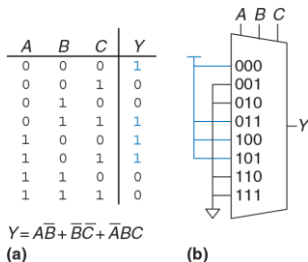 A B C Y
0 0 0 1
0 0 1 0
0 1 0 0
0 1 1 1
1 0 0 1
1 0 1 1
1 1 0 0
1 1 1 0
Y = AB̅ + B̅C̅ + A̅BC
(a)
A B C
000
001
010
011
100
101
110
111
Y
(b)